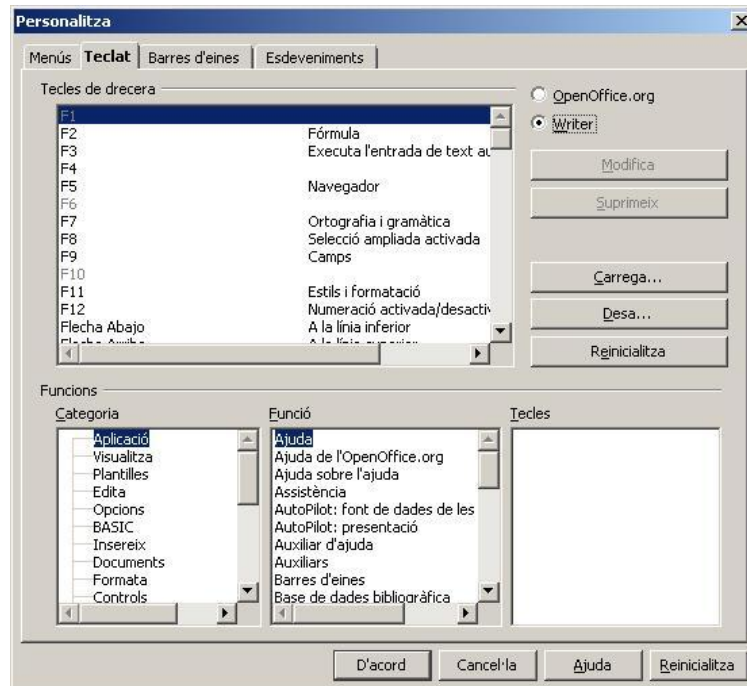 Personalitza
Menús Teclat Barres d'eines Esdeveniments
Tecles de drecera
OpenOffice.org
Writer
F1
F2 Fórmula
F3 Executa l'entrada de text au
F4
F5 Navegador
F6
F7 Ortografia i gramàtica
F8 Selecció ampliada activada
F9 Camps
F10
F11 Estils i formatació
F12 Numeració activada/desactiv
Flecha Abajo A la línia inferior
Flecha Arriba A la línia superior
Modifica
Suprimeix
Carrega...
Desa...
Reinicialitza
Funcions
Categoria
Aplicació
Visualitza
Plantilles
Edita
Opcions
BASIC
Insereix
Documents
Formata
Controls
Funció
Ajuda
Ajuda de l'OpenOffice.org
Ajuda sobre l'ajuda
Assistència
AutoPilot: font de dades de les
AutoPilot: presentació
Auxiliar d'ajuda
Auxiliars
Barres d'eines
Base de dades bibliogràfica
Tecles
D'acord Cancel·la Ajuda Reinicialitza